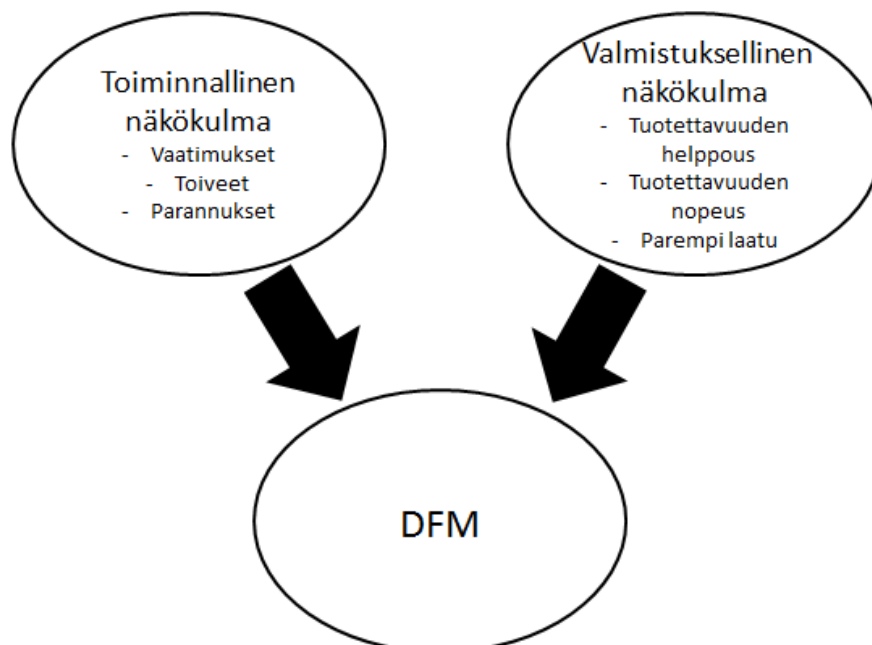 Toiminnallinen
näkökulma
- Vaatimukset
- Toiveet
- Parannukset
Valmistuksellinen
näkökulma
- Tuotettavuuden
helppous
- Tuotettavuuden
nopeus
- Parempi laatu
DFM